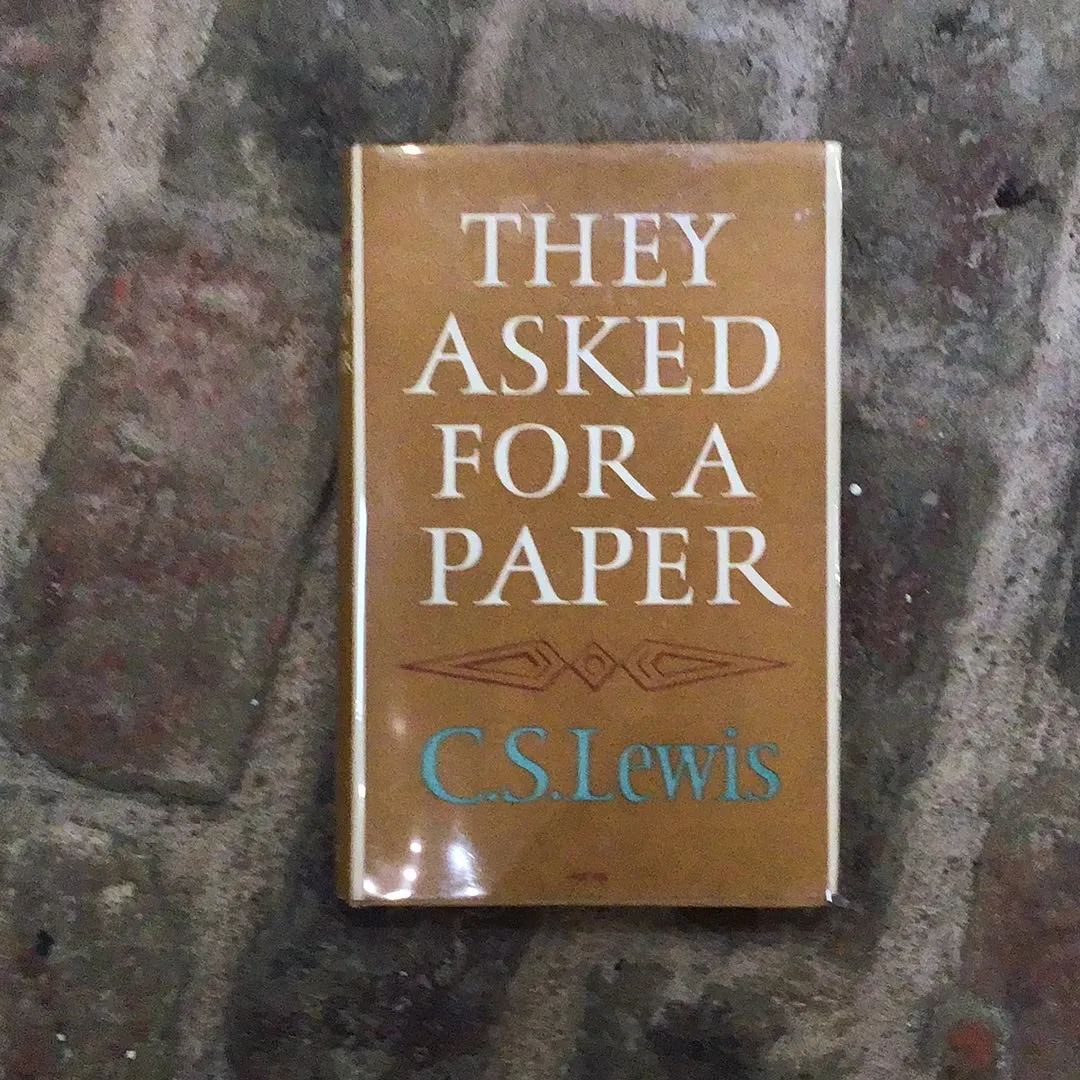 THEY
ASKED
FOR A
PAPER
C.S.Lewis